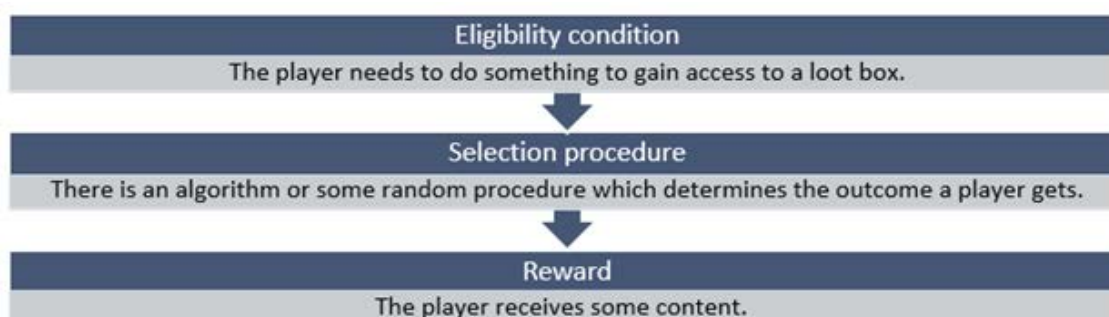 Eligibility condition
The player needs to do something to gain access to a loot box.
Selection procedure
There is an algorithm or some random procedure which determines the outcome a player gets.
Reward
The player receives some content.